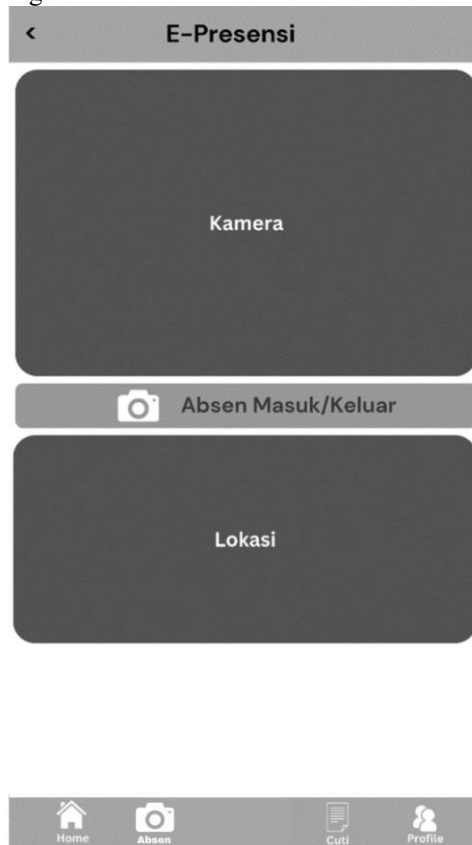 E-Presensi
Kamera
Absen Masuk/Keluar
Lokasi
Home Absen Cuti Profile